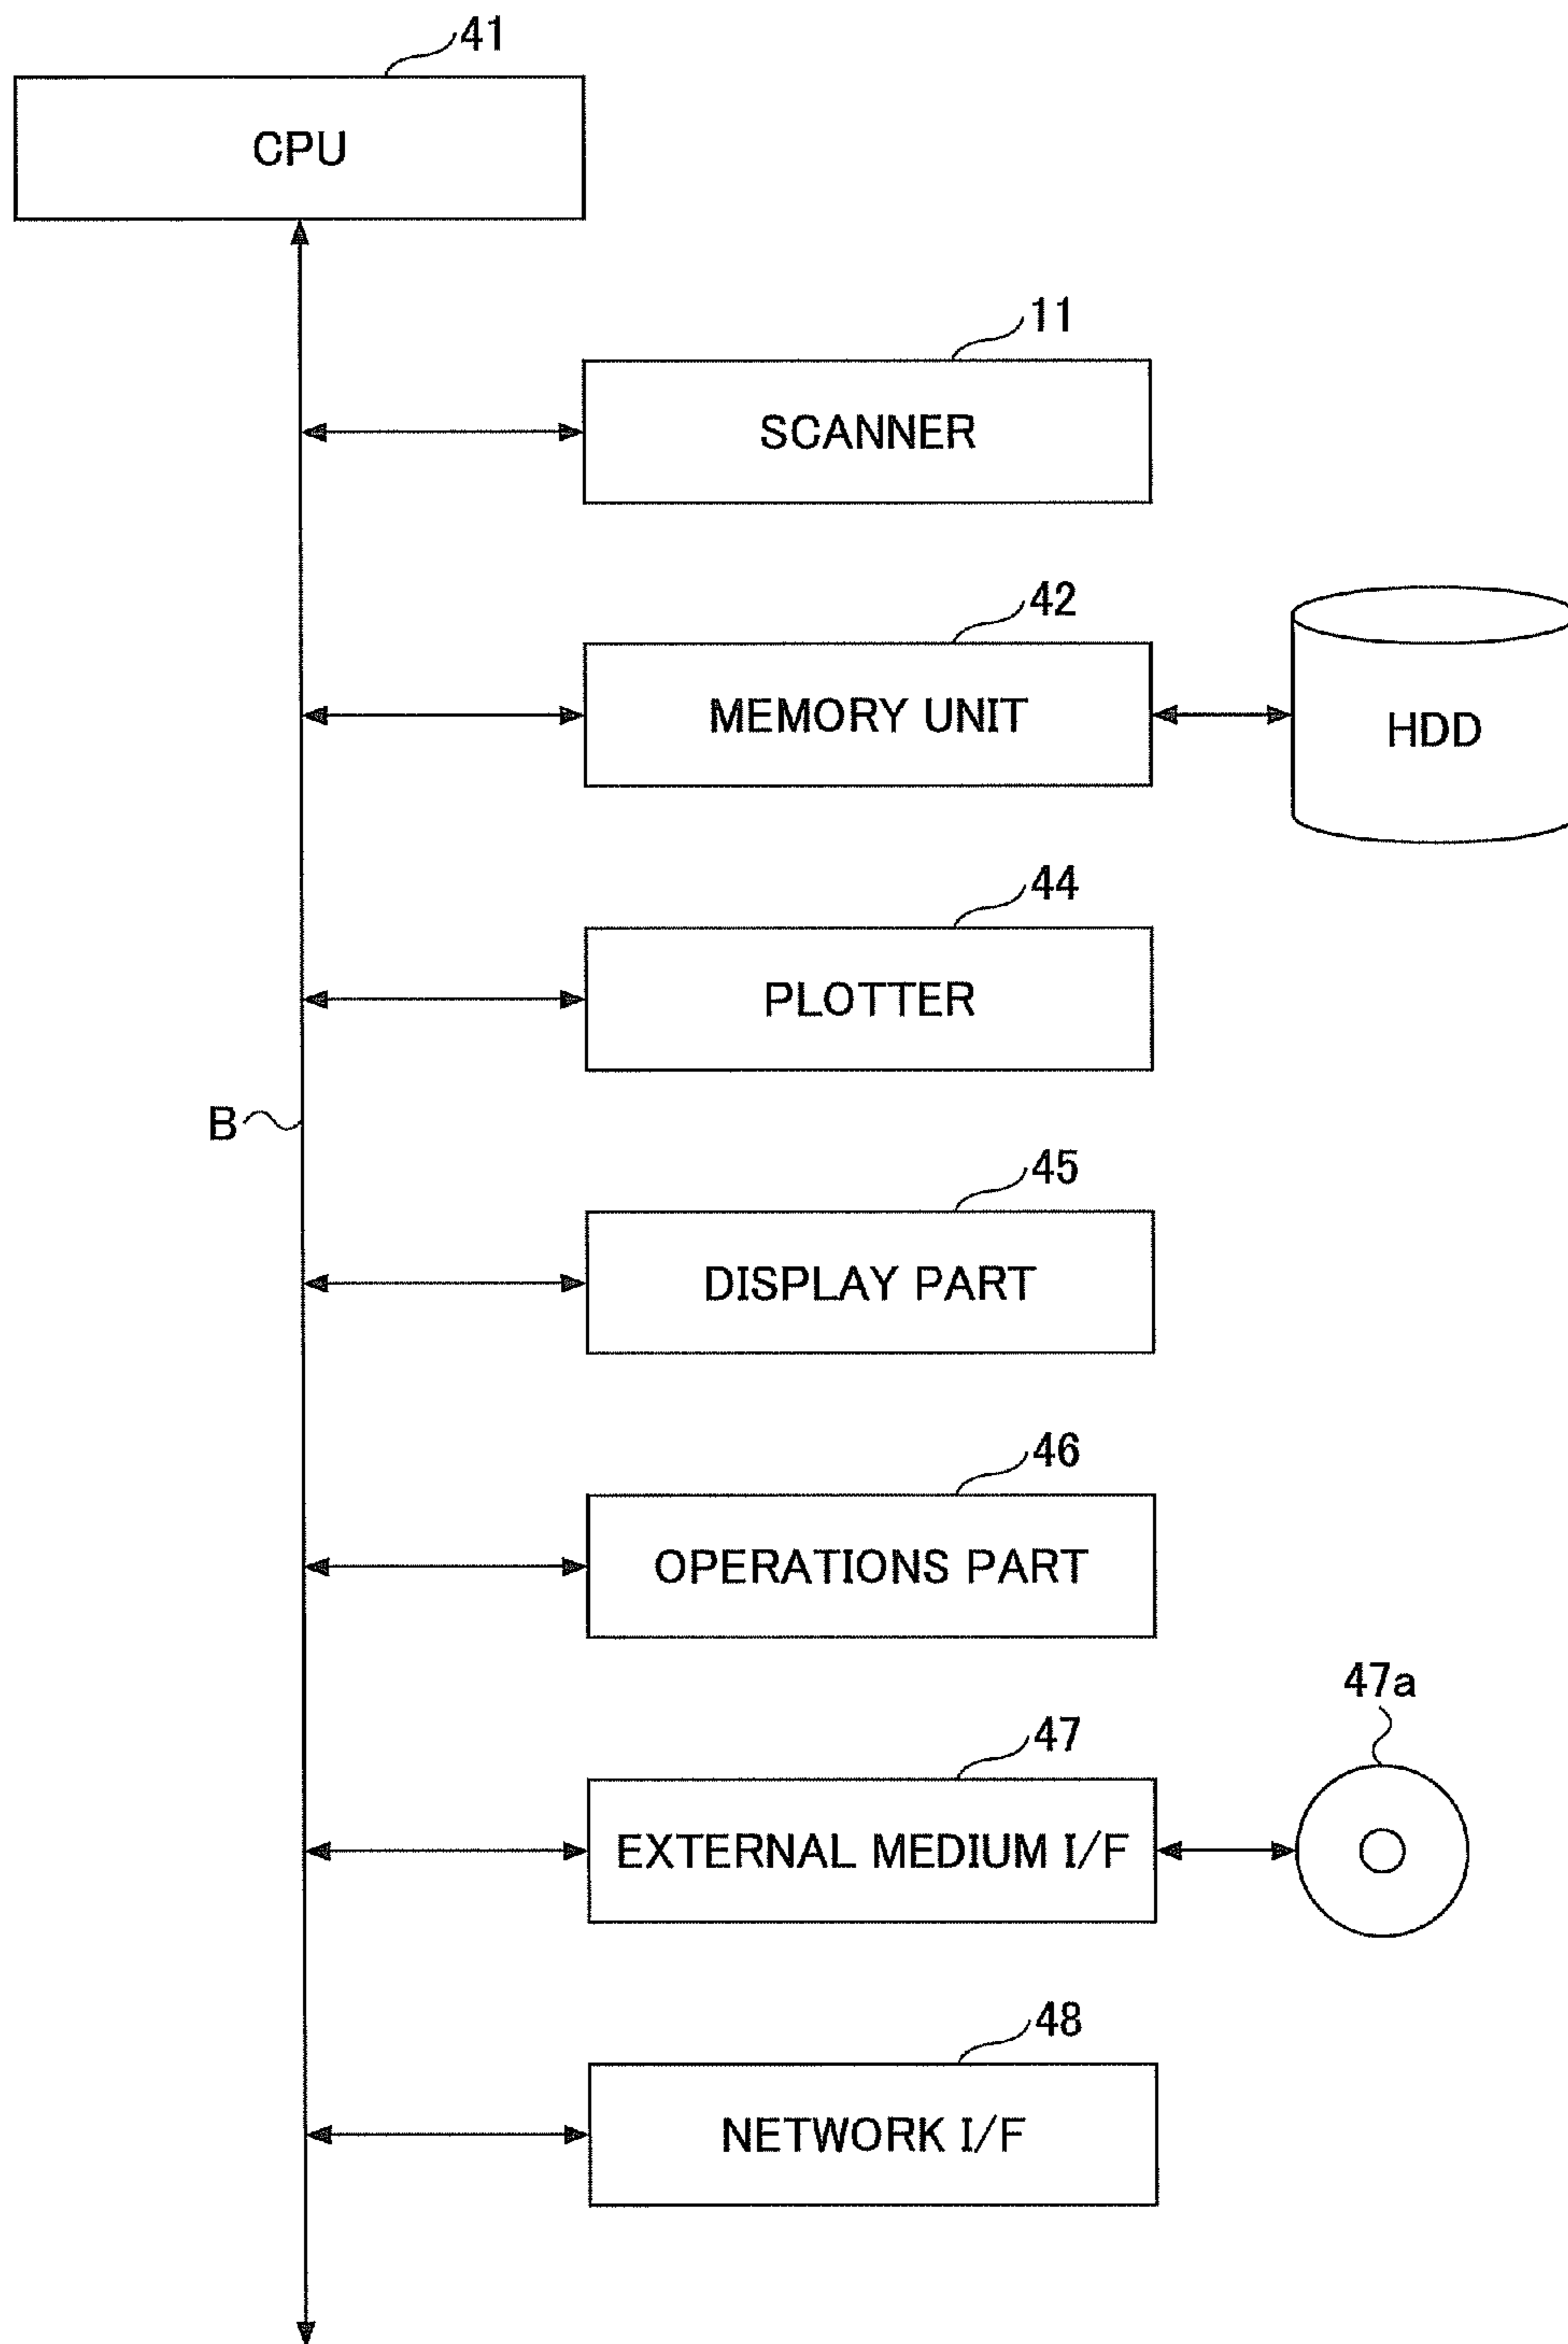 41
CPU
11
SCANNER
42
MEMORY UNIT
HDD
44
PLOTTER
B
45
DISPLAY PART
46
OPERATIONS PART
47
47a
EXTERNAL MEDIUM I/F
48
NETWORK I/F